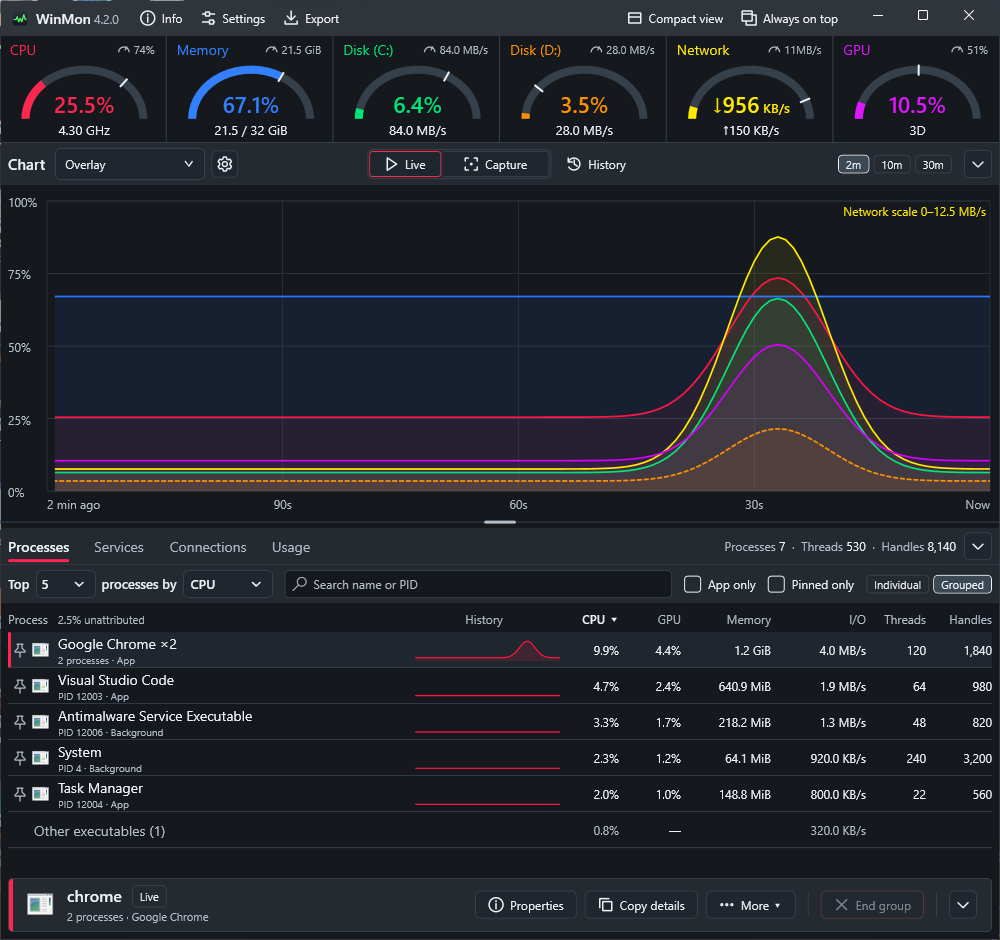 WinMon 4.2.0 Info Settings Export Compact view Always on top
CPU 74% Memory 21.5 GiB Disk (C:) 84.0 MB/s Disk (D:) 28.0 MB/s Network 11MB/s GPU 51%
25.5% 67.1% 6.4% 3.5% ↓956 KB/s 10.5%
4.30 GHz 21.5 / 32 GiB 84.0 MB/s 28.0 MB/s ↑150 KB/s 3D
Chart Overlay Live Capture History 2m 10m 30m
100%
Network scale 0–12.5 MB/s
75%
50%
25%
0%
2 min ago 90s 60s 30s Now
Processes Services Connections Usage Processes 7 · Threads 530 · Handles 8,140
Top 5 processes by CPU Search name or PID App only Pinned only Individual Grouped
Process 2.5% unattributed History CPU ▼ GPU Memory I/O Threads Handles
Google Chrome ×2
2 processes · App
9.9% 4.4% 1.2 GiB 4.0 MB/s 120 1,840
Visual Studio Code
PID 12003 · App
4.7% 2.4% 640.9 MiB 1.9 MB/s 64 980
Antimalware Service Executable
PID 12006 · Background
3.3% 1.7% 218.2 MiB 1.3 MB/s 48 820
System
PID 4 · Background
2.3% 1.2% 64.1 MiB 920.0 KB/s 240 3,200
Task Manager
PID 12004 · App
2.0% 1.0% 148.8 MiB 800.0 KB/s 22 560
Other executables (1) 0.8% — 320.0 KB/s
chrome Live
2 processes · Google Chrome
Properties Copy details More ▾ End group